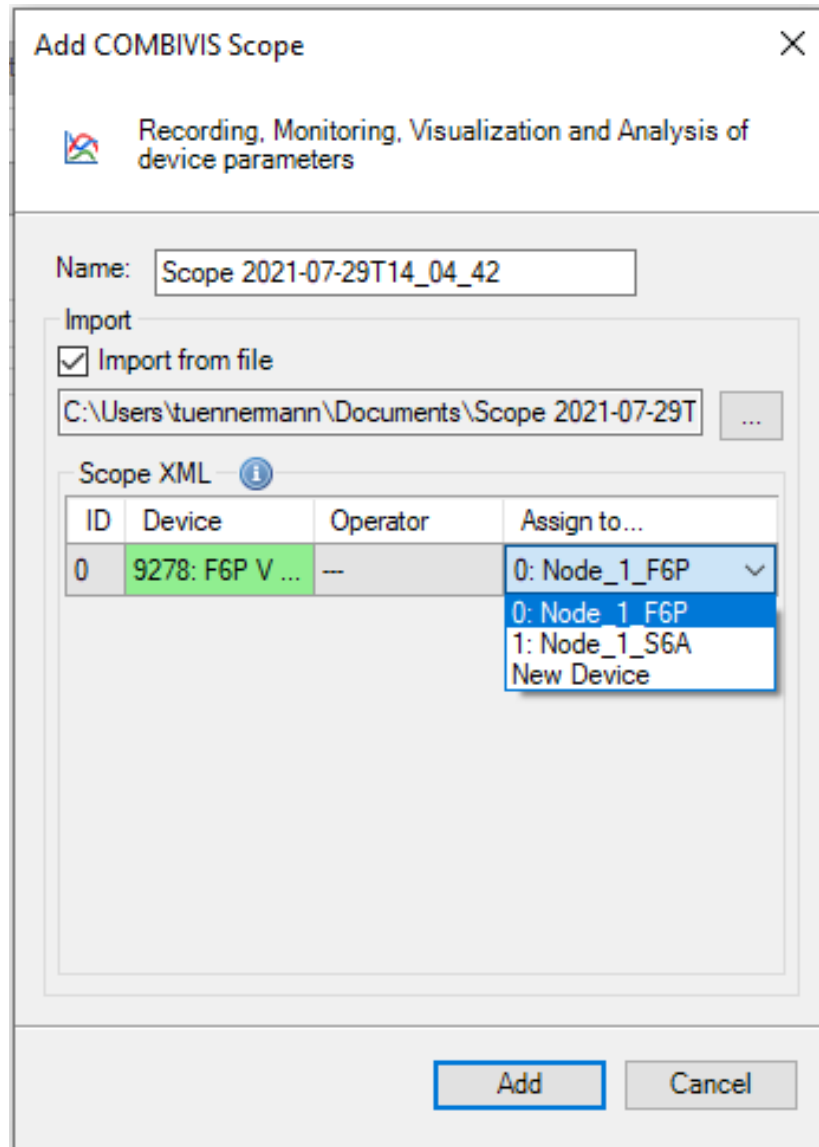 Add COMBIVIS Scope
Recording, Monitoring, Visualization and Analysis of
device parameters
Name: Scope 2021-07-29T14_04_42
Import
Import from file
C:\Users\tuennermann\Documents\Scope 2021-07-29T ...
Scope XML
ID Device Operator Assign to...
0 9278: F6P V ... --- 0: Node_1_F6P
0: Node_1_F6P
1: Node_1_S6A
New Device
Add Cancel